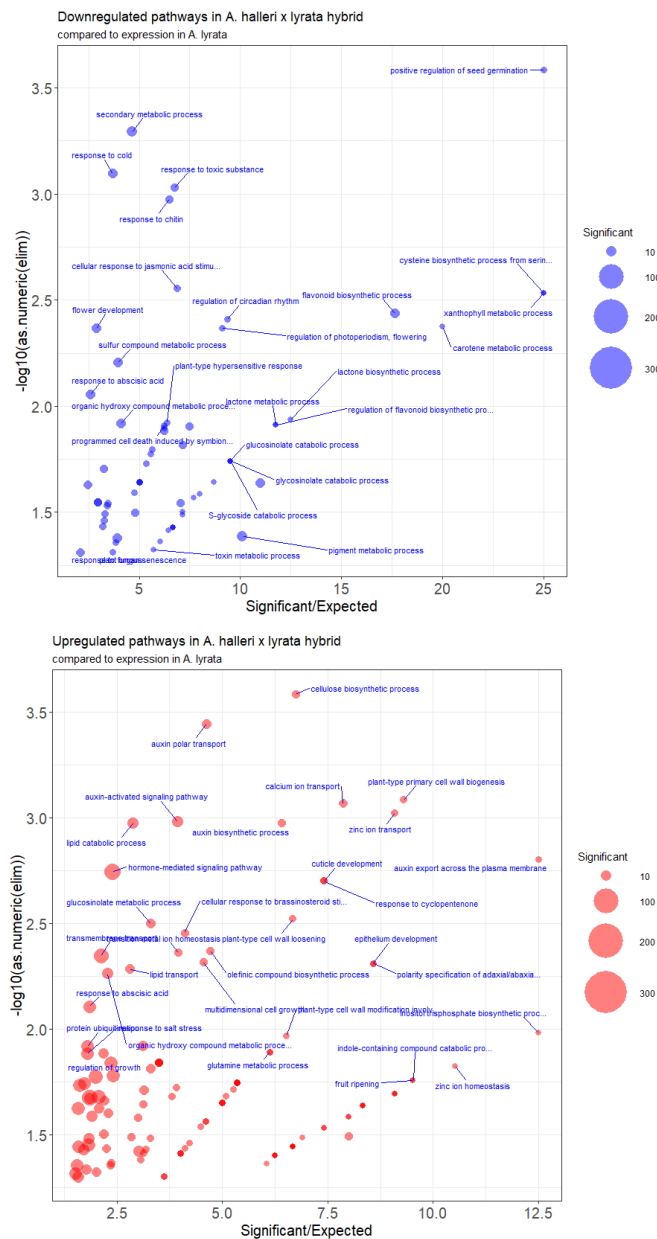 Downregulated pathways in A. halleri x lyrata hybrid
compared to expression in A. lyrata
positive regulation of seed germination
3.5
secondary metabolic process
response to cold
response to toxic substance
3.0
response to chitin
Significant
10
100
200
300
cellular response to jasmonic acid stimu...
cysteine biosynthetic process from serin...
flavonoid biosynthetic process
regulation of circadian rhythm
2.5
flower development
xanthophyll metabolic process
regulation of photoperiodism, flowering
carotene metabolic process
sulfur compound metabolic process
plant-type hypersensitive response
lactone biosynthetic process
response to abscisic acid
lactone metabolic process
2.0
organic hydroxy compound metabolic proce...
regulation of flavonoid biosynthetic pro...
programmed cell death induced by symbion...
glucosinolate catabolic process
glycosinolate catabolic process
S-glycoside catabolic process
1.5
response to fungus
senescence
toxin metabolic process
pigment metabolic process
-log10(as.numeric(elim))
5
10
15
20
25
Significant/Expected
Upregulated pathways in A. halleri x lyrata hybrid
compared to expression in A. lyrata
cellulose biosynthetic process
3.5
auxin polar transport
calcium ion transport
plant-type primary cell wall biogenesis
auxin-activated signaling pathway
3.0
zinc ion transport
auxin biosynthetic process
lipid catabolic process
cuticle development
auxin export across the plasma membrane
hormone-mediated signaling pathway
Significant
10
100
200
300
glucosinolate metabolic process
cellular response to brassinosteroid sti...
response to cyclopentenone
2.5
transmembrane transport
transition metal ion homeostasis
plant-type cell wall loosening
epithelium development
lipid transport
olefinic compound biosynthetic process
polarity specification of adaxial/abaxia...
response to abscisic acid
multidimensional cell growth
plant-type cell wall modification involv...
inositol trisphosphate biosynthetic proc...
2.0
protein ubiquitination
response to salt stress
organic hydroxy compound metabolic proce...
indole-containing compound catabolic pro...
regulation of growth
glutamine metabolic process
fruit ripening
zinc ion homeostasis
1.5
-log10(as.numeric(elim))
2.5
5.0
7.5
10.0
12.5
Significant/Expected